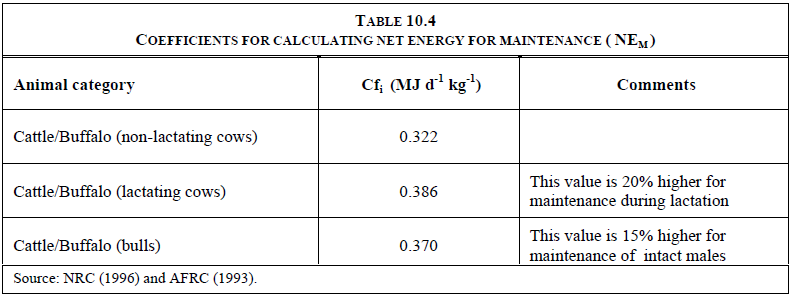 TABLE 10.4
COEFFICIENTS FOR CALCULATING NET ENERGY FOR MAINTENANCE ( NEM )
Animal category Cfi (MJ d-1 kg-1) Comments
Cattle/Buffalo (non-lactating cows) 0.322
Cattle/Buffalo (lactating cows) 0.386 This value is 20% higher for
maintenance during lactation
Cattle/Buffalo (bulls) 0.370 This value is 15% higher for
maintenance of intact males
Source: NRC (1996) and AFRC (1993).